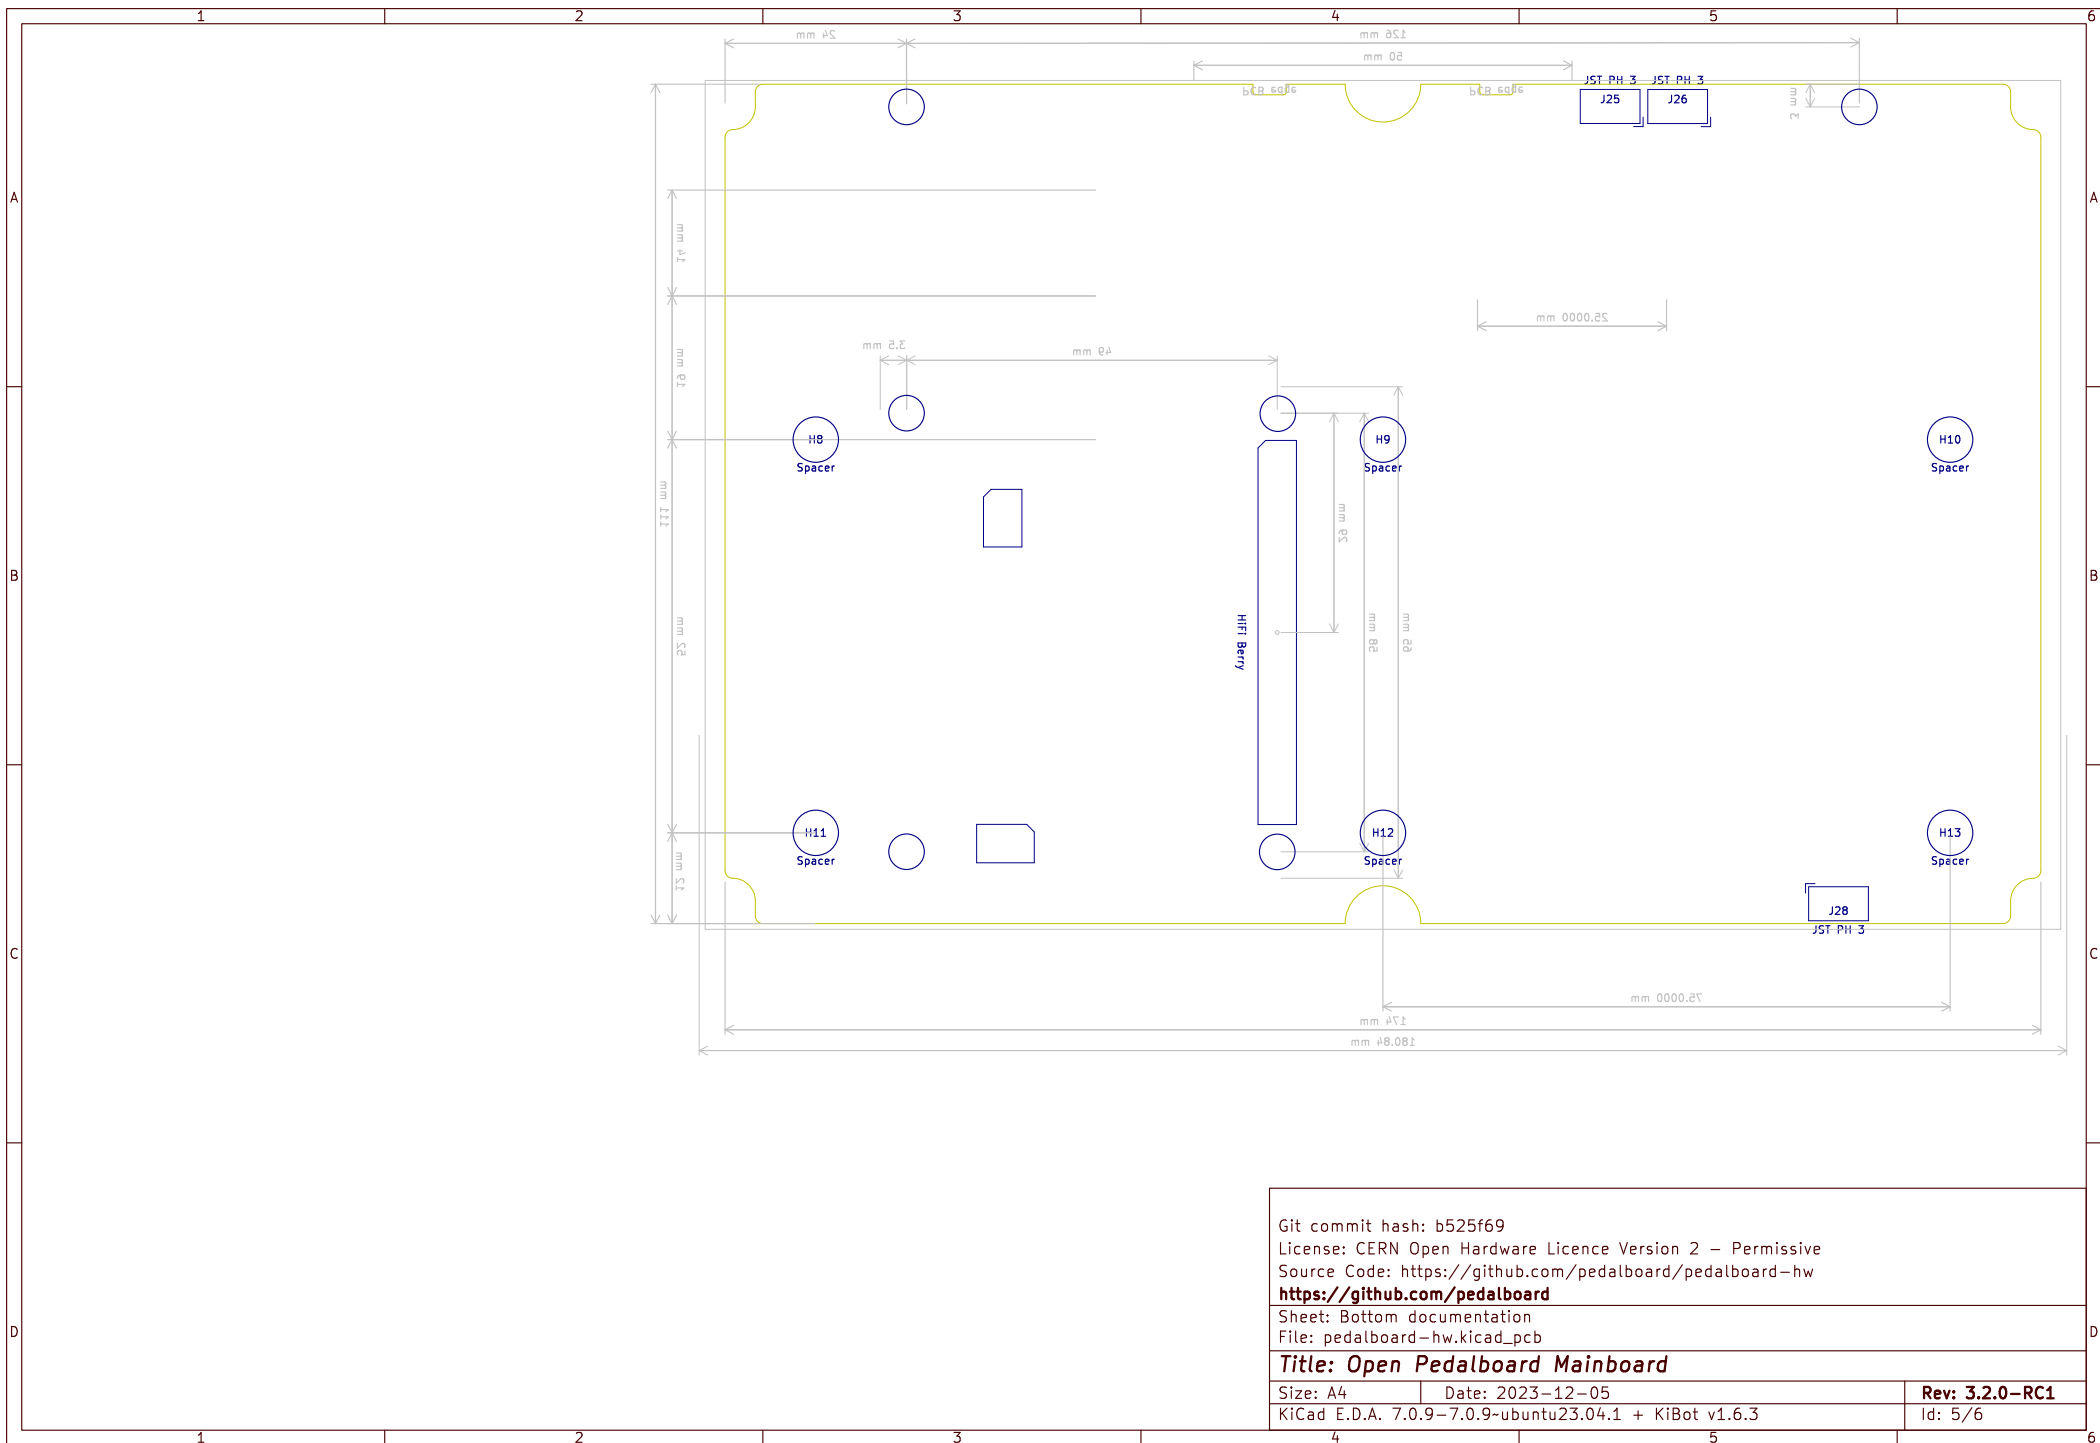 1 2 3 4 5 6
24 mm 126 mm
50 mm
JST PH 3 JST PH 3
PCB edge PCB edge
J25 J26
3 mm
A A
14 mm
25.0000 mm
3.5 mm 49 mm
19 mm
H8 H9 H10
Spacer Spacer Spacer
111 mm
29 mm
B B
HiFi Berry
52 mm 58 mm 65 mm
H11 H12 H13
Spacer Spacer Spacer
12 mm
J28
JST PH 3
C C
75.0000 mm
174 mm
180.84 mm
Git commit hash: b525f69
License: CERN Open Hardware Licence Version 2 - Permissive
Source Code: https://github.com/pedalboard/pedalboard-hw
https://github.com/pedalboard
Sheet: Bottom documentation
File: pedalboard-hw.kicad_pcb
D D
Title: Open Pedalboard Mainboard
Size: A4 Date: 2023-12-05 Rev: 3.2.0-RC1
KiCad E.D.A. 7.0.9-7.0.9~ubuntu23.04.1 + KiBot v1.6.3 Id: 5/6
1 2 3 4 5 6